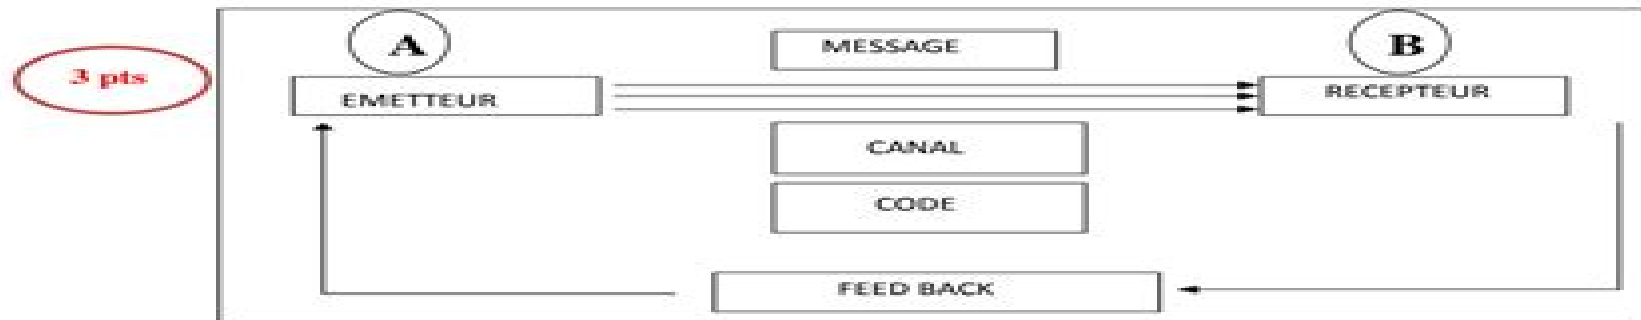 A
B
MESSAGE
3 pts
EMETTEUR
RECEPTEUR
CANAL
CODE
FEED BACK